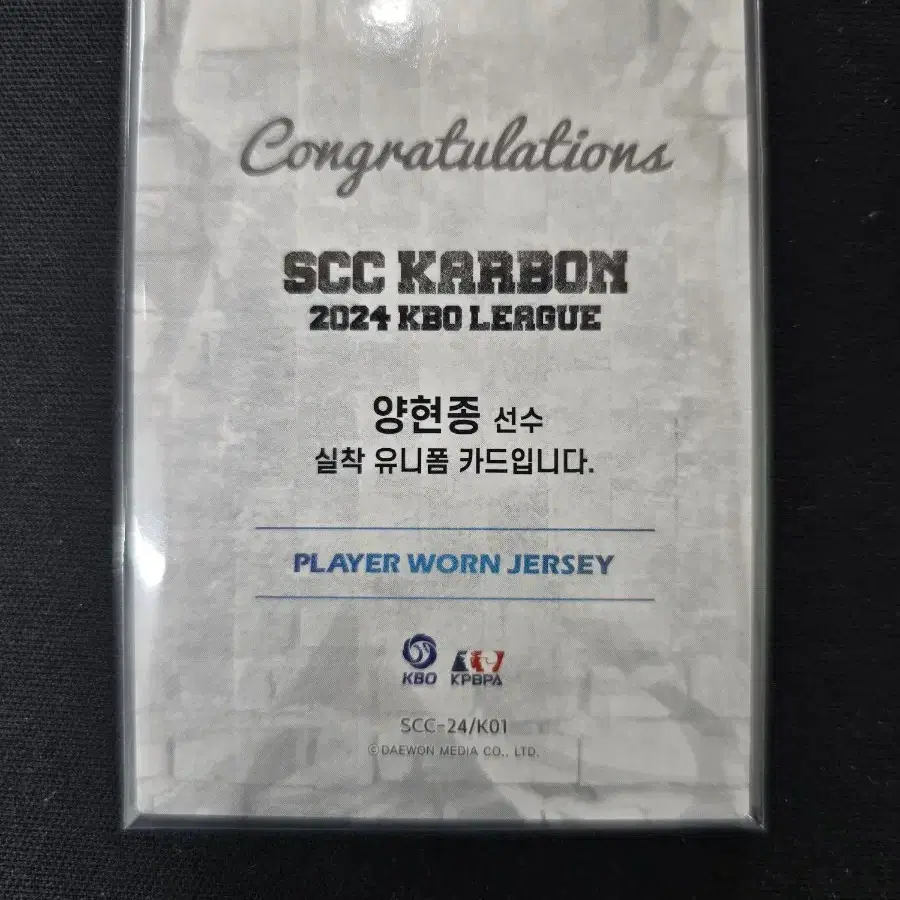 Congratulations
SCC KARBON
2024 KBO LEAGUE
양현종 선수
실착 유니폼 카드입니다.
PLAYER WORN JERSEY
KBO KPBPA
SCC-24/K01
©DAEWON MEDIA CO., LTD.